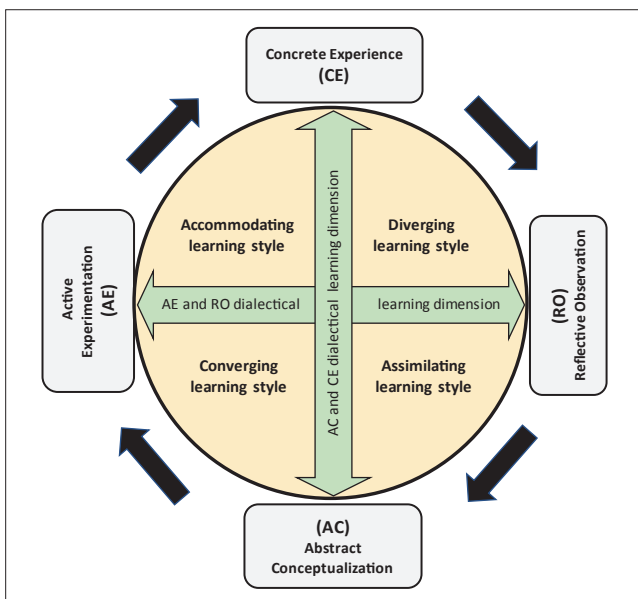 Concrete Experience
(CE)
Accommodating
learning style
Diverging
learning style
Active
Experimentation
(AE)
AE and RO dialectical
learning dimension
AC and CE dialectical learning dimension
(RO)
Reflective Observation
Converging
learning style
Assimilating
learning style
(AC)
Abstract
Conceptualization